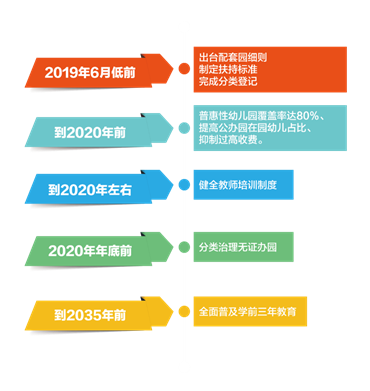 2019年6月低前
出台配套园细则
制定扶持标准
完成分类登记
到2020年前
普惠性幼儿园覆盖率达80%、
提高公办园在园幼儿占比、
抑制过高收费。
到2020年左右
健全教师培训制度
2020年年底前
分类治理无证办园
到2035年前
全面普及学前三年教育